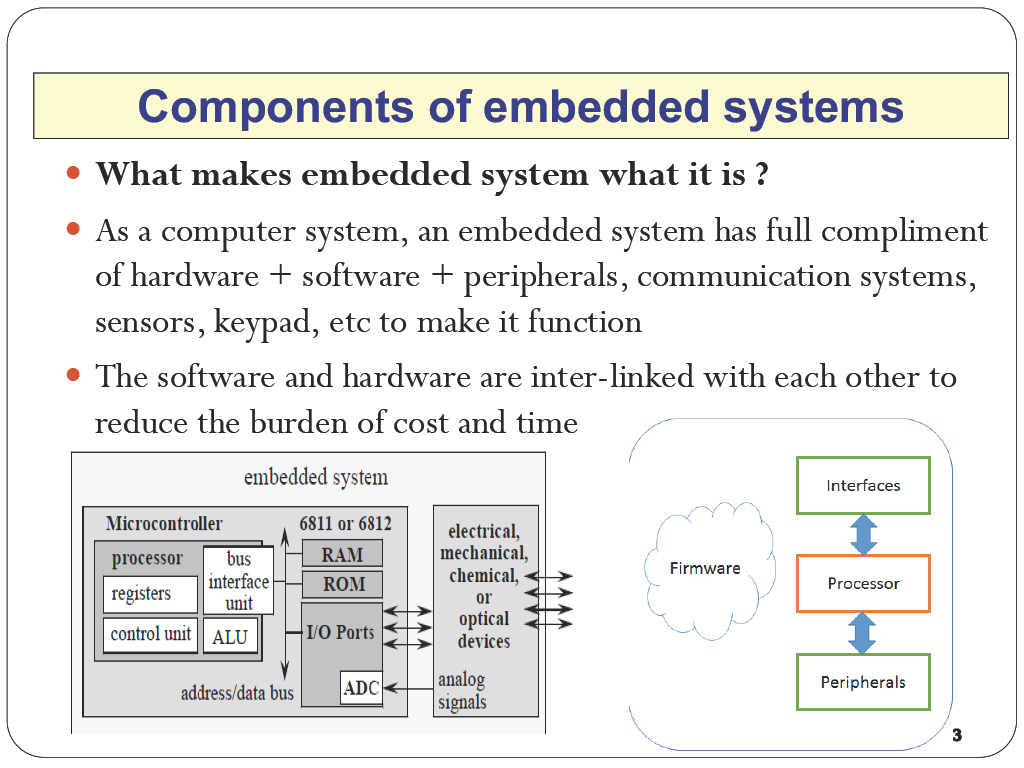 Components of embedded systems
What makes embedded system what it is ?
As a computer system, an embedded system has full compliment
of hardware + software + peripherals, communication systems,
sensors, keypad, etc to make it function
The software and hardware are inter-linked with each other to
reduce the burden of cost and time
embedded system
Microcontroller
6811 or 6812
processor
registers
control unit
bus
interface
unit
ALU
address/data bus
RAM
ROM
I/O Ports
ADC
electrical,
mechanical,
chemical,
or
optical
devices
analog
signals
Firmware
Interfaces
Processor
Peripherals
3